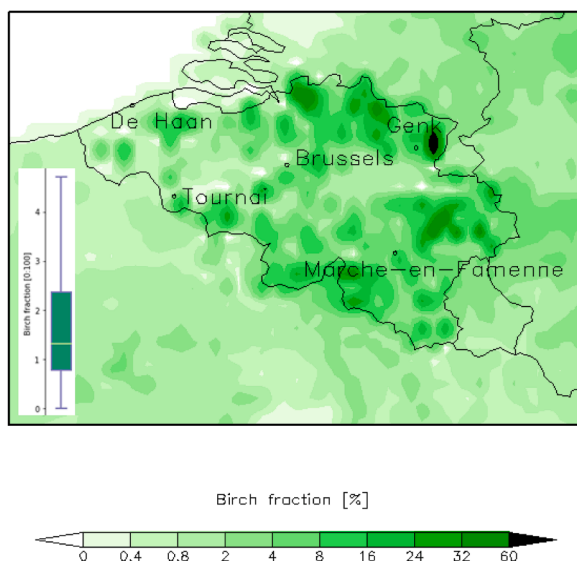 De Haan
Genk
Brussels
Tournai
Marche-en-Famenne
Birch fraction [0:100]
4
3
2
1
0
Birch fraction [%]
0 0.4 0.8 2 4 8 16 24 32 60